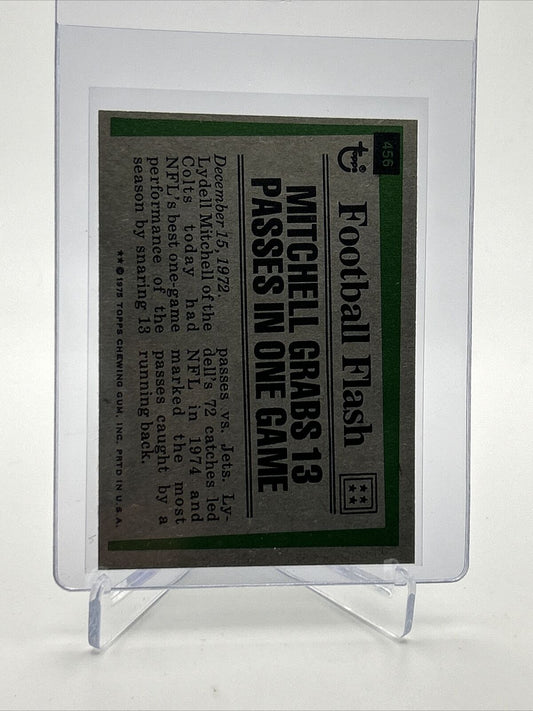 456
Topps
®
Football Flash
MITCHELL GRABS 13
PASSES IN ONE GAME
December 15, 1972,
Lydell Mitchell of the
Colts today had
NFL's best one-game
performance of the
season by snaring 13
passes vs. Jets. Ly-
dell's 72 catches led
NFL in 1974 and
marked the most
passes caught by a
running back.
★★ © 1975 TOPPS CHEWING GUM, INC. PRTD IN U.S.A.